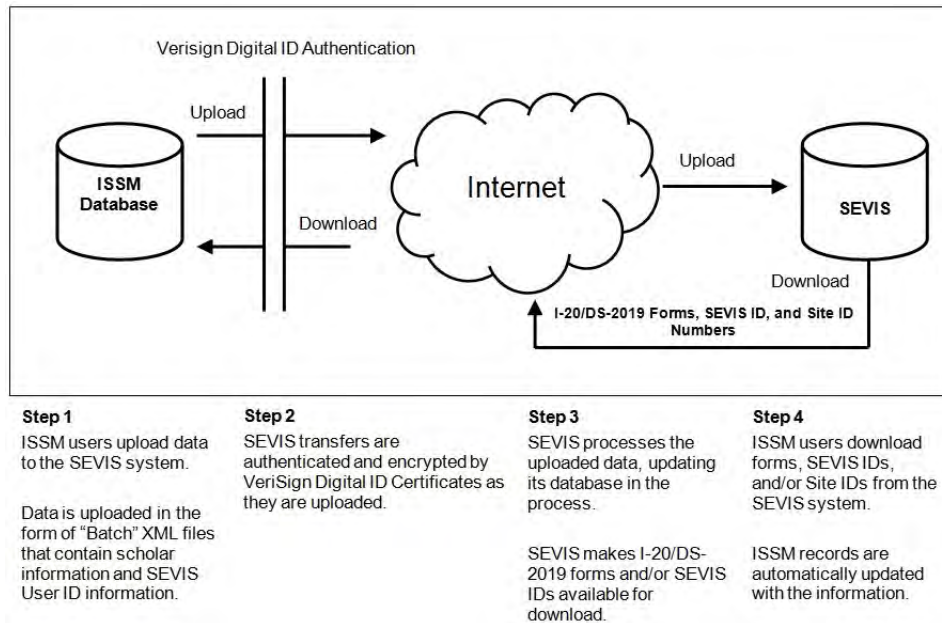 Verisign Digital ID Authentication
Upload
ISSM
Database
Download
Internet
Upload
SEVIS
Download
I-20/DS-2019 Forms, SEVIS ID, and Site ID
Numbers
Step 1
ISSM users upload data
to the SEVIS system.
Data is uploaded in the
form of “Batch” XML files
that contain scholar
information and SEVIS
User ID information.
Step 2
SEVIS transfers are
authenticated and encrypted by
VeriSign Digital ID Certificates as
they are uploaded.
Step 3
SEVIS processes the
uploaded data, updating
its database in the
process.
SEVIS makes I-20/DS-
2019 forms and/or SEVIS
IDs available for
download.
Step 4
ISSM users download
forms, SEVIS IDs,
and/or Site IDs from the
SEVIS system.
ISSM records are
automatically updated
with the information.